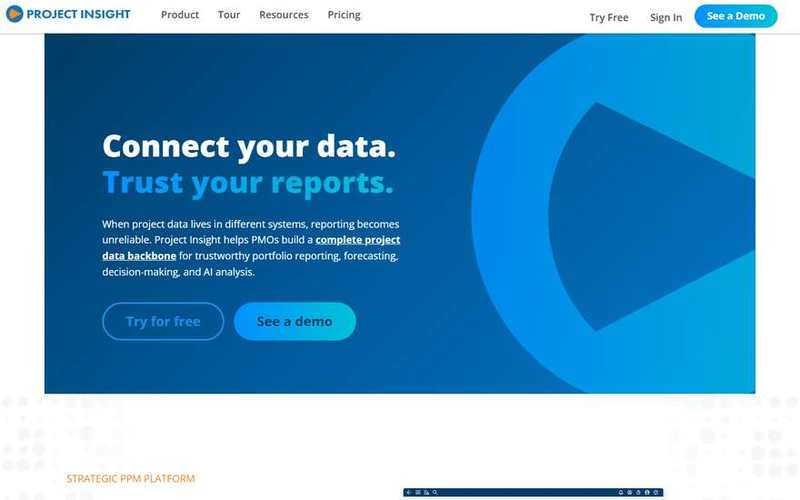 PROJECT INSIGHT
Product
Tour
Resources
Pricing
Try Free
Sign In
See a Demo
Connect your data.
Trust your reports.
When project data lives in different systems, reporting becomes
unreliable. Project Insight helps PMOs build a complete project
data backbone for trustworthy portfolio reporting, forecasting,
decision-making, and AI analysis.
Try for free
See a demo
STRATEGIC PPM PLATFORM